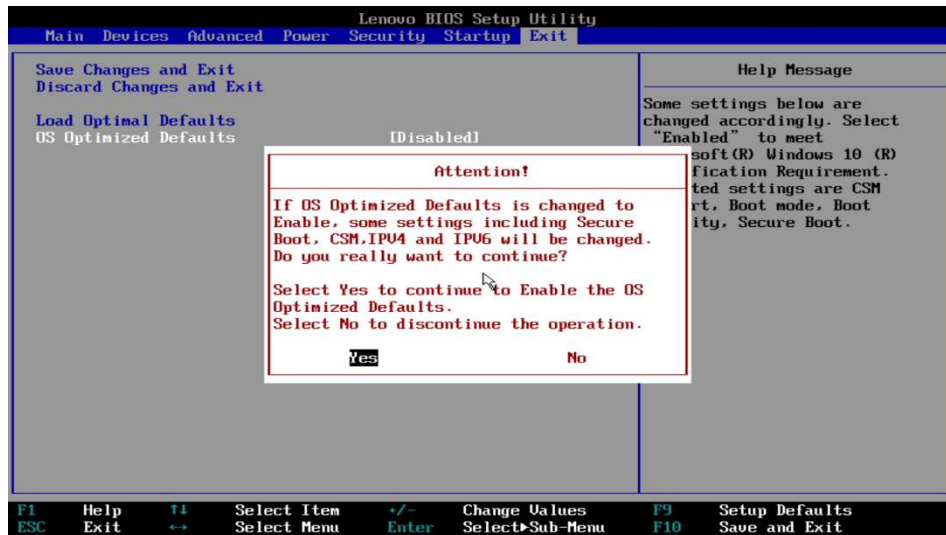 Lenovo BIOS Setup Utility
Main Devices Advanced Power Security Startup Exit
Save Changes and Exit
Discard Changes and Exit
Load Optimal Defaults
OS Optimized Defaults [Disabled]
Attention!
If OS Optimized Defaults is changed to
Enable, some settings including Secure
Boot, CSM,IPV4 and IPV6 will be changed.
Do you really want to continue?
Select Yes to continue to Enable the OS
Optimized Defaults.
Select No to discontinue the operation.
Yes No
Help Message
Some settings below are
changed accordingly. Select
"Enabled" to meet
soft(R) Windows 10 (R)
fication Requirement.
ted settings are CSM
rt, Boot mode, Boot
ity, Secure Boot.
F1 Help ↑↓ Select Item +/- Change Values F9 Setup Defaults
ESC Exit ↔ Select Menu Enter Select▶Sub-Menu F10 Save and Exit